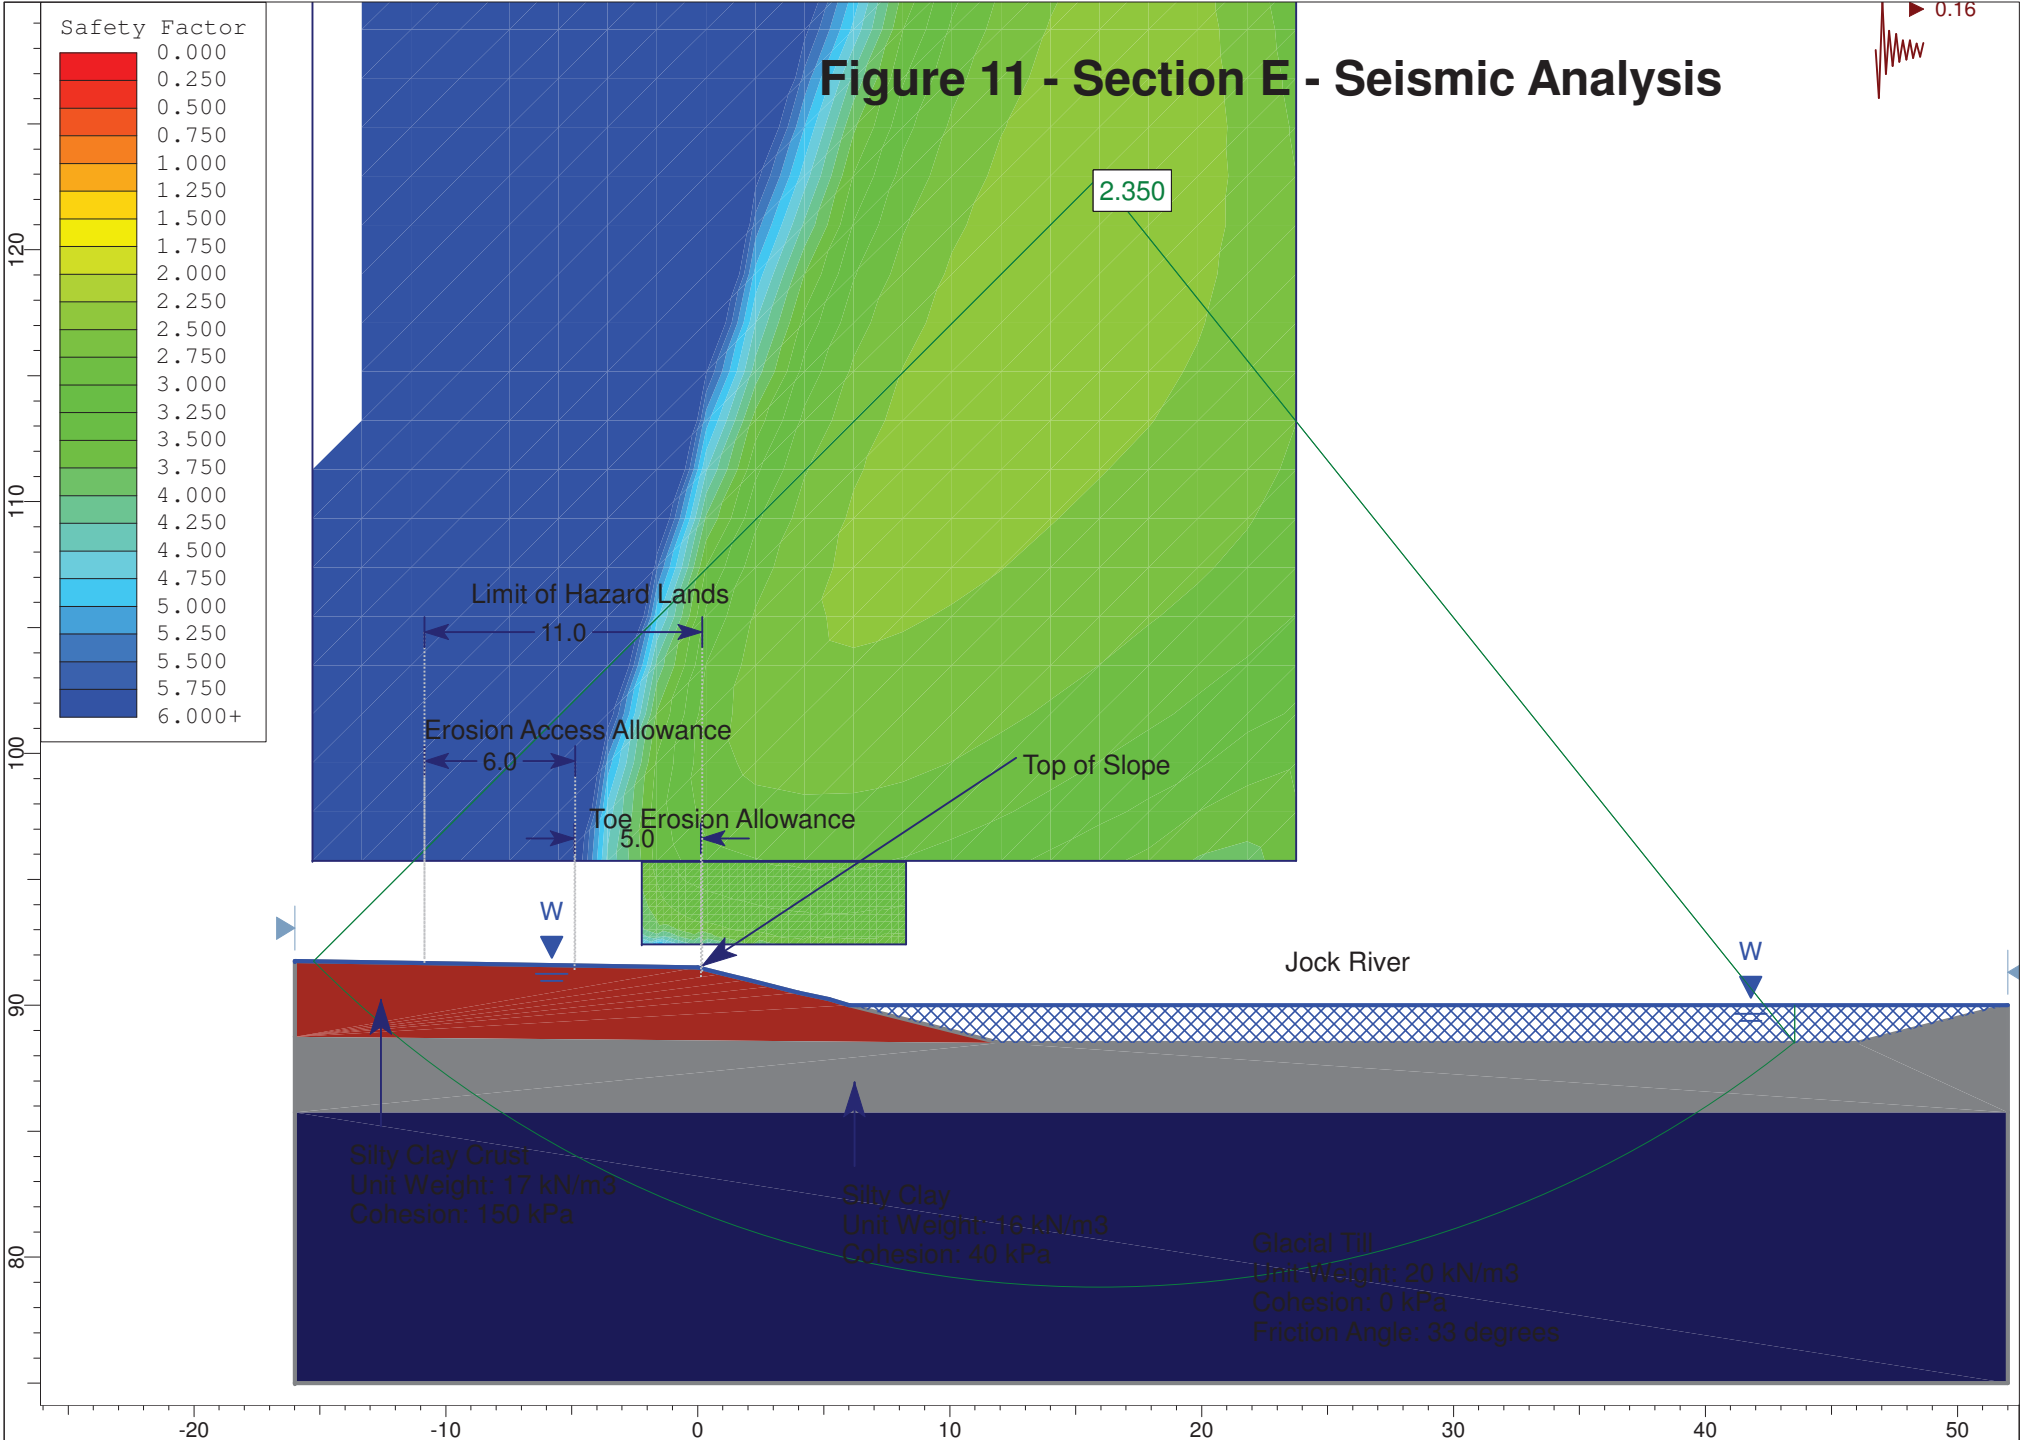 Safety Factor
0.000
0.250
0.500
0.750
1.000
1.250
1.500
1.750
2.000
2.250
2.500
2.750
3.000
3.250
3.500
3.750
4.000
4.250
4.500
4.750
5.000
5.250
5.500
5.750
6.000+
0.16
Figure 11 - Section E - Seismic Analysis
2.350
Limit of Hazard Lands
11.0
Erosion Access Allowance
6.0
Top of Slope
Toe Erosion Allowance
5.0
W
Jock River
W
Silty Clay Crust
Unit Weight: 17 kN/m3
Cohesion: 150 kPa
Silty Clay
Unit Weight: 16 kN/m3
Cohesion: 40 kPa
Glacial Till
Unit Weight: 20 kN/m3
Cohesion: 0 kPa
Friction Angle: 33 degrees
120
110
100
90
80
-20
-10
0
10
20
30
40
50